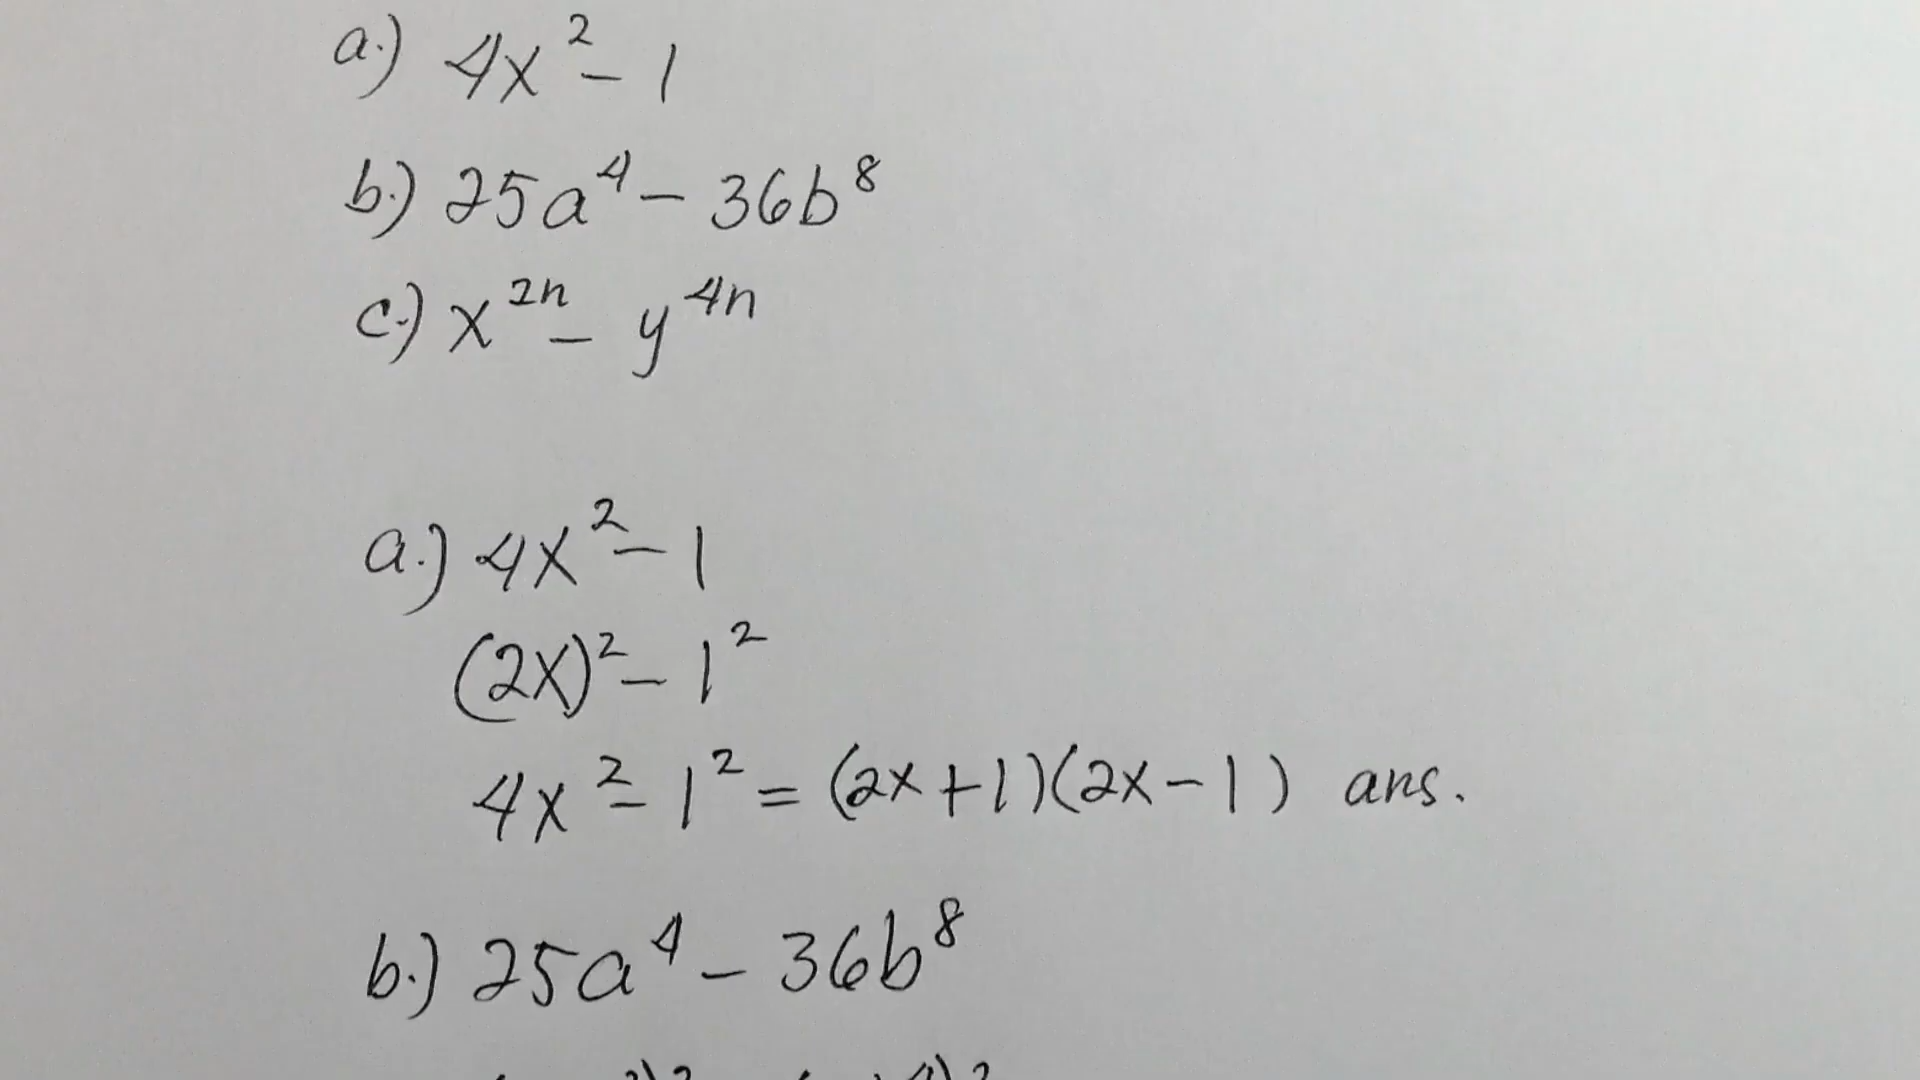 a.) 4x² - 1
b.) 25a⁴ - 36b⁸
c.) x²ⁿ - y⁴ⁿ
a.) 4x² - 1
(2x)² - 1²
4x² - 1² = (2x + 1)(2x - 1) ans.
b.) 25a⁴ - 36b⁸